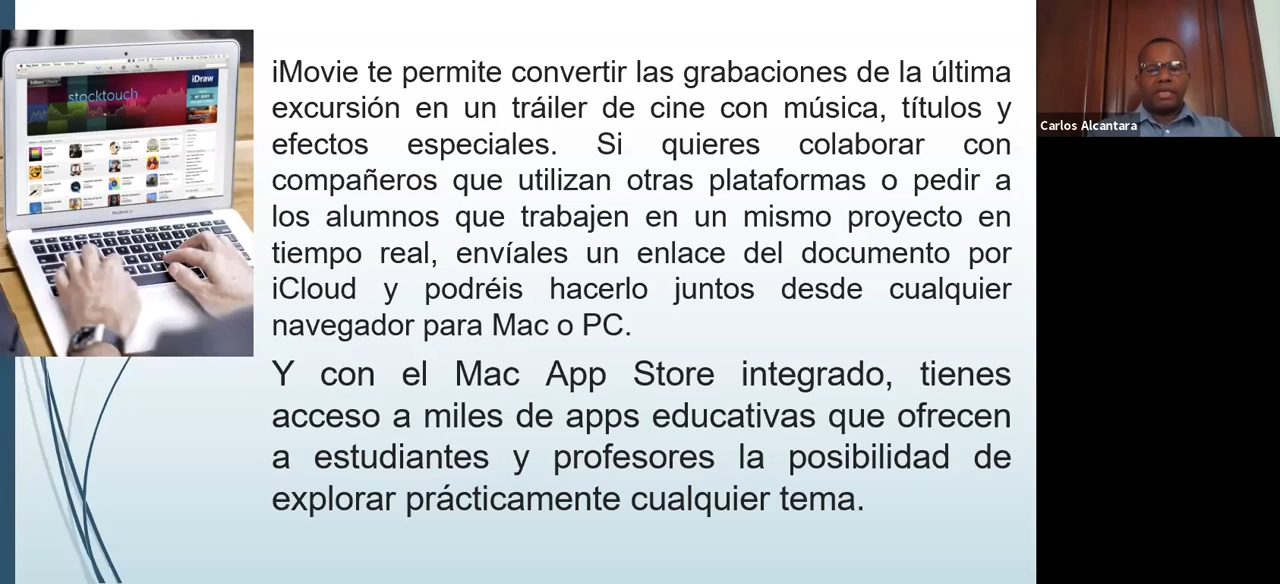 iMovie te permite convertir las grabaciones de la última
excursión en un tráiler de cine con música, títulos y
efectos especiales. Si quieres colaborar con
compañeros que utilizan otras plataformas o pedir a
los alumnos que trabajen en un mismo proyecto en
tiempo real, envíales un enlace del documento por
iCloud y podréis hacerlo juntos desde cualquier
navegador para Mac o PC.
Y con el Mac App Store integrado, tienes
acceso a miles de apps educativas que ofrecen
a estudiantes y profesores la posibilidad de
explorar prácticamente cualquier tema.
stocktouch
iDraw
Carlos Alcantara